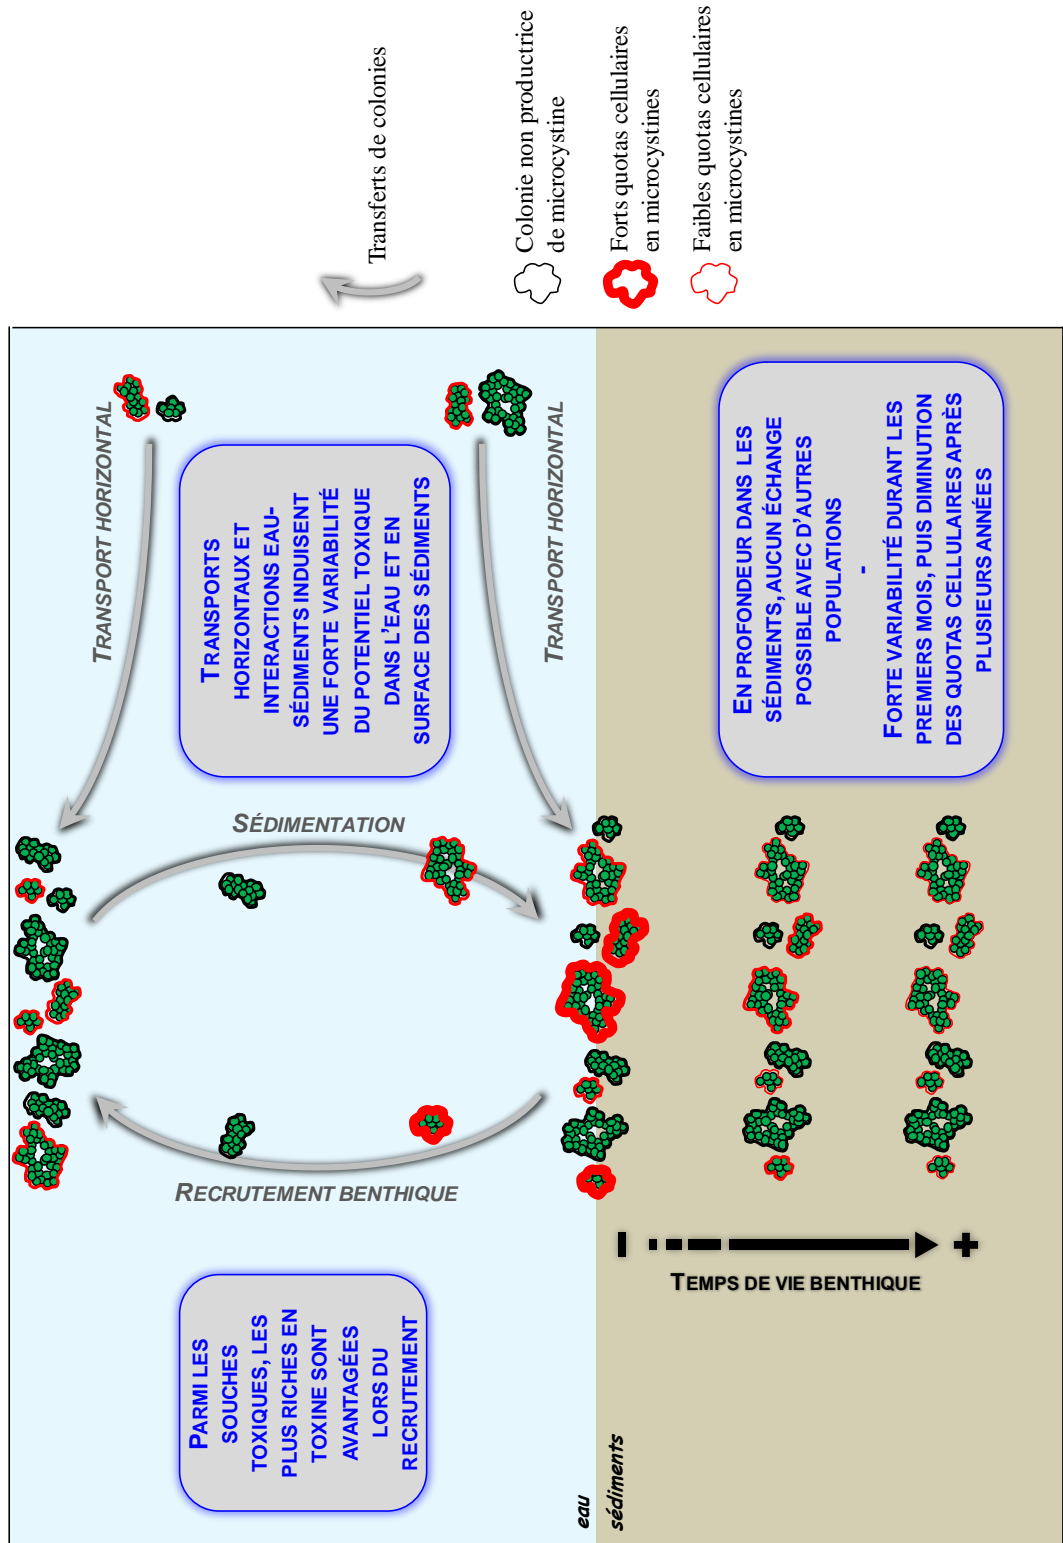 PARMI LES
SOUCHES
TOXIQUES, LES
PLUS RICHES EN
TOXINE SONT
AVANTAGÉES
LORS DU
RECRUTEMENT
RECRUTEMENT BENTHIQUE
SÉDIMENTATION
TRANSPORT HORIZONTAL
TRANSPORTS
HORIZONTAUX ET
INTERACTIONS EAU-
SÉDIMENTS INDUISENT
UNE FORTE VARIABILITÉ
DU POTENTIEL TOXIQUE
DANS L'EAU ET EN
SURFACE DES SÉDIMENTS
TRANSPORT HORIZONTAL
eau
sédiments
TEMPS DE VIE BENTHIQUE
EN PROFONDEUR DANS LES
SÉDIMENTS, AUCUN ÉCHANGE
POSSIBLE AVEC D'AUTRES
POPULATIONS
-
FORTE VARIABILITÉ DURANT LES
PREMIERS MOIS, PUIS DIMINUTION
DES QUOTAS CELLULAIRES APRÈS
PLUSIEURS ANNÉES
Transferts de colonies
Colonie non productrice
de microcystine
Forts quotas cellulaires
en microcystines
Faibles quotas cellulaires
en microcystines